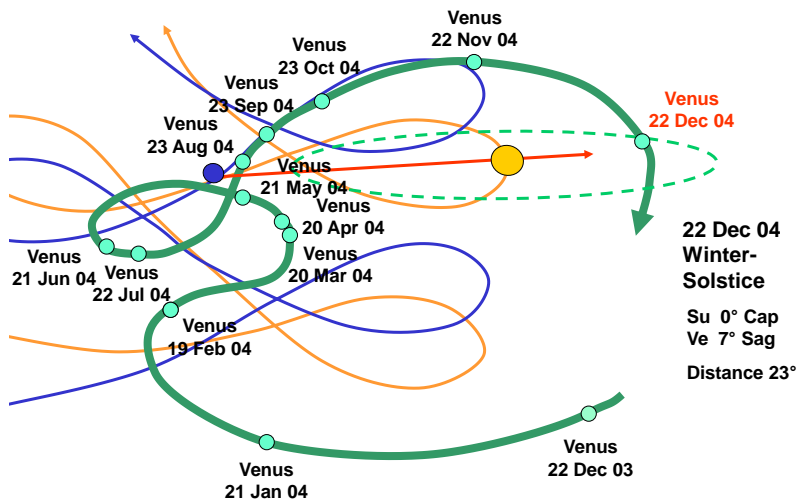 Venus
22 Nov 04
Venus
23 Oct 04
Venus
23 Sep 04
Venus
22 Dec 04
Venus
23 Aug 04
Venus
21 May 04
Venus
20 Apr 04
Venus
20 Mar 04
Venus
21 Jun 04
Venus
22 Jul 04
22 Dec 04
Winter-
Solstice
Su 0° Cap
Ve 7° Sag
Distance 23°
Venus
19 Feb 04
Venus
22 Dec 03
Venus
21 Jan 04